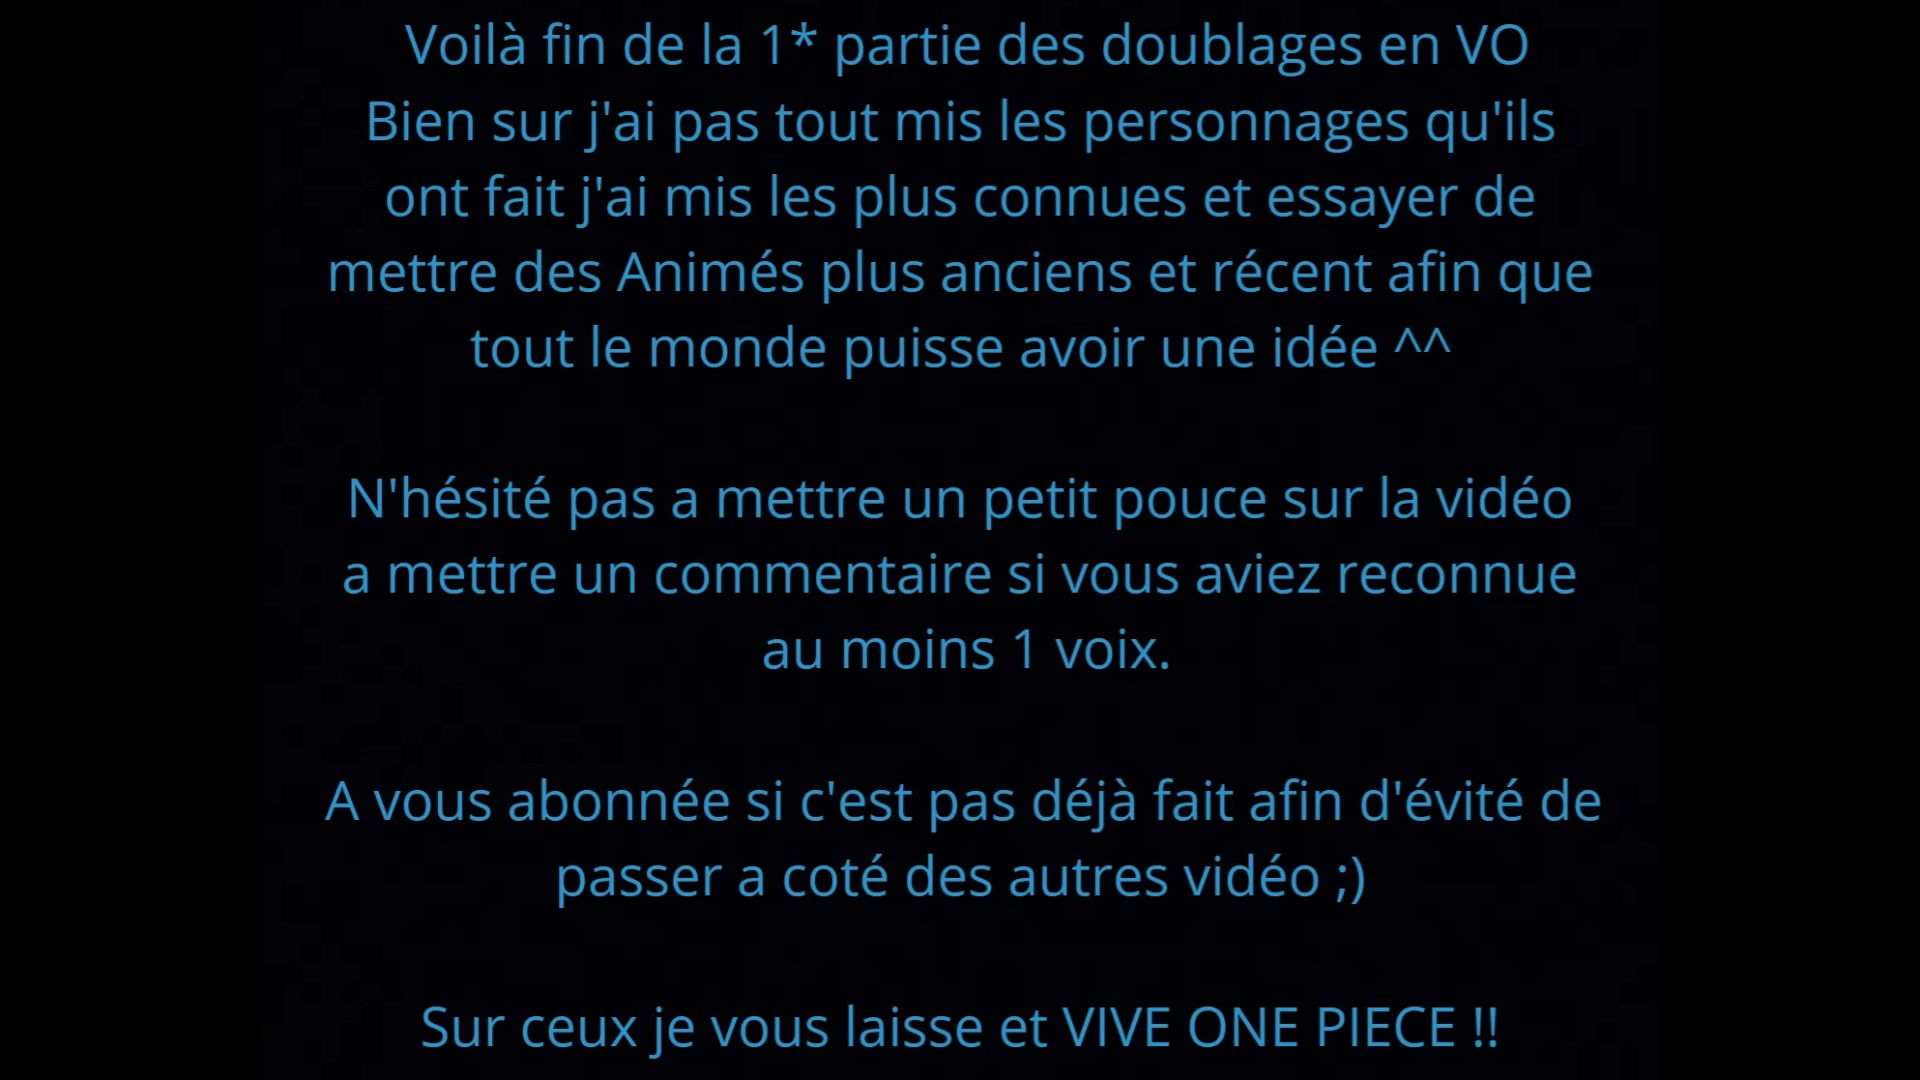 Voilà fin de la 1* partie des doublages en VO
Bien sur j'ai pas tout mis les personnages qu'ils
ont fait j'ai mis les plus connues et essayer de
mettre des Animés plus anciens et récent afin que
tout le monde puisse avoir une idée ^^
N'hésité pas a mettre un petit pouce sur la vidéo
a mettre un commentaire si vous aviez reconnue
au moins 1 voix.
A vous abonnée si c'est pas déjà fait afin d'évité de
passer a coté des autres vidéo ;)
Sur ceux je vous laisse et VIVE ONE PIECE !!